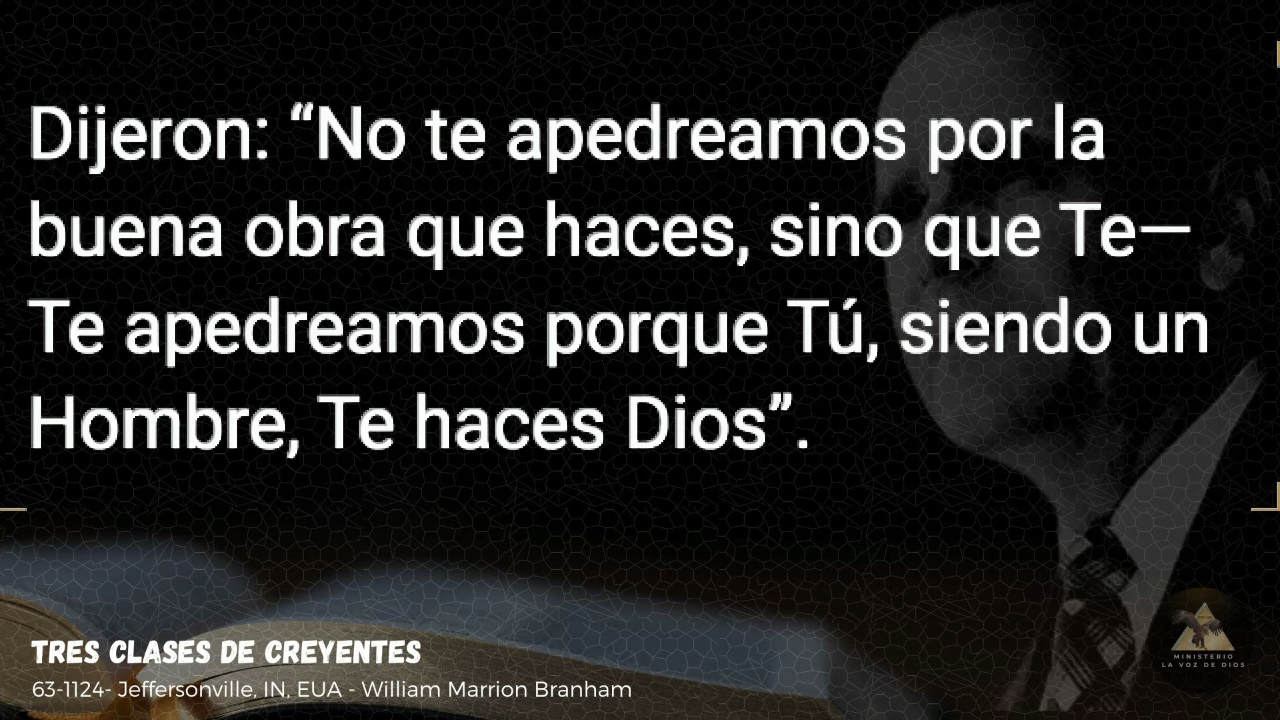 Dijeron: “No te apedreamos por la
buena obra que haces, sino que Te—
Te apedreamos porque Tú, siendo un
Hombre, Te haces Dios”.
TRES CLASES DE CREYENTES
63-1124- Jeffersonville, IN, EUA - William Marrion Branham
MINISTERIO
LA VOZ DE DIOS